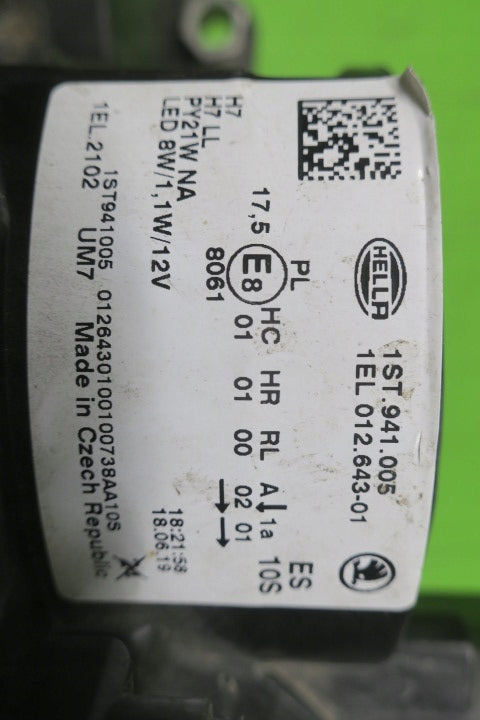 HELLA
1ST.941.005
1EL 012.643-01
PL ES
10S
17,5 HC HR RL A 1a
E8 01 01 00 02 01
8061
H7
H7 LL
PY21W NA
LED 8W/1,1W/12V
18:21:58
18.06.19
1ST941005 0126430100100738AA10S
1EL.2102 UM7 Made in Czech Republic